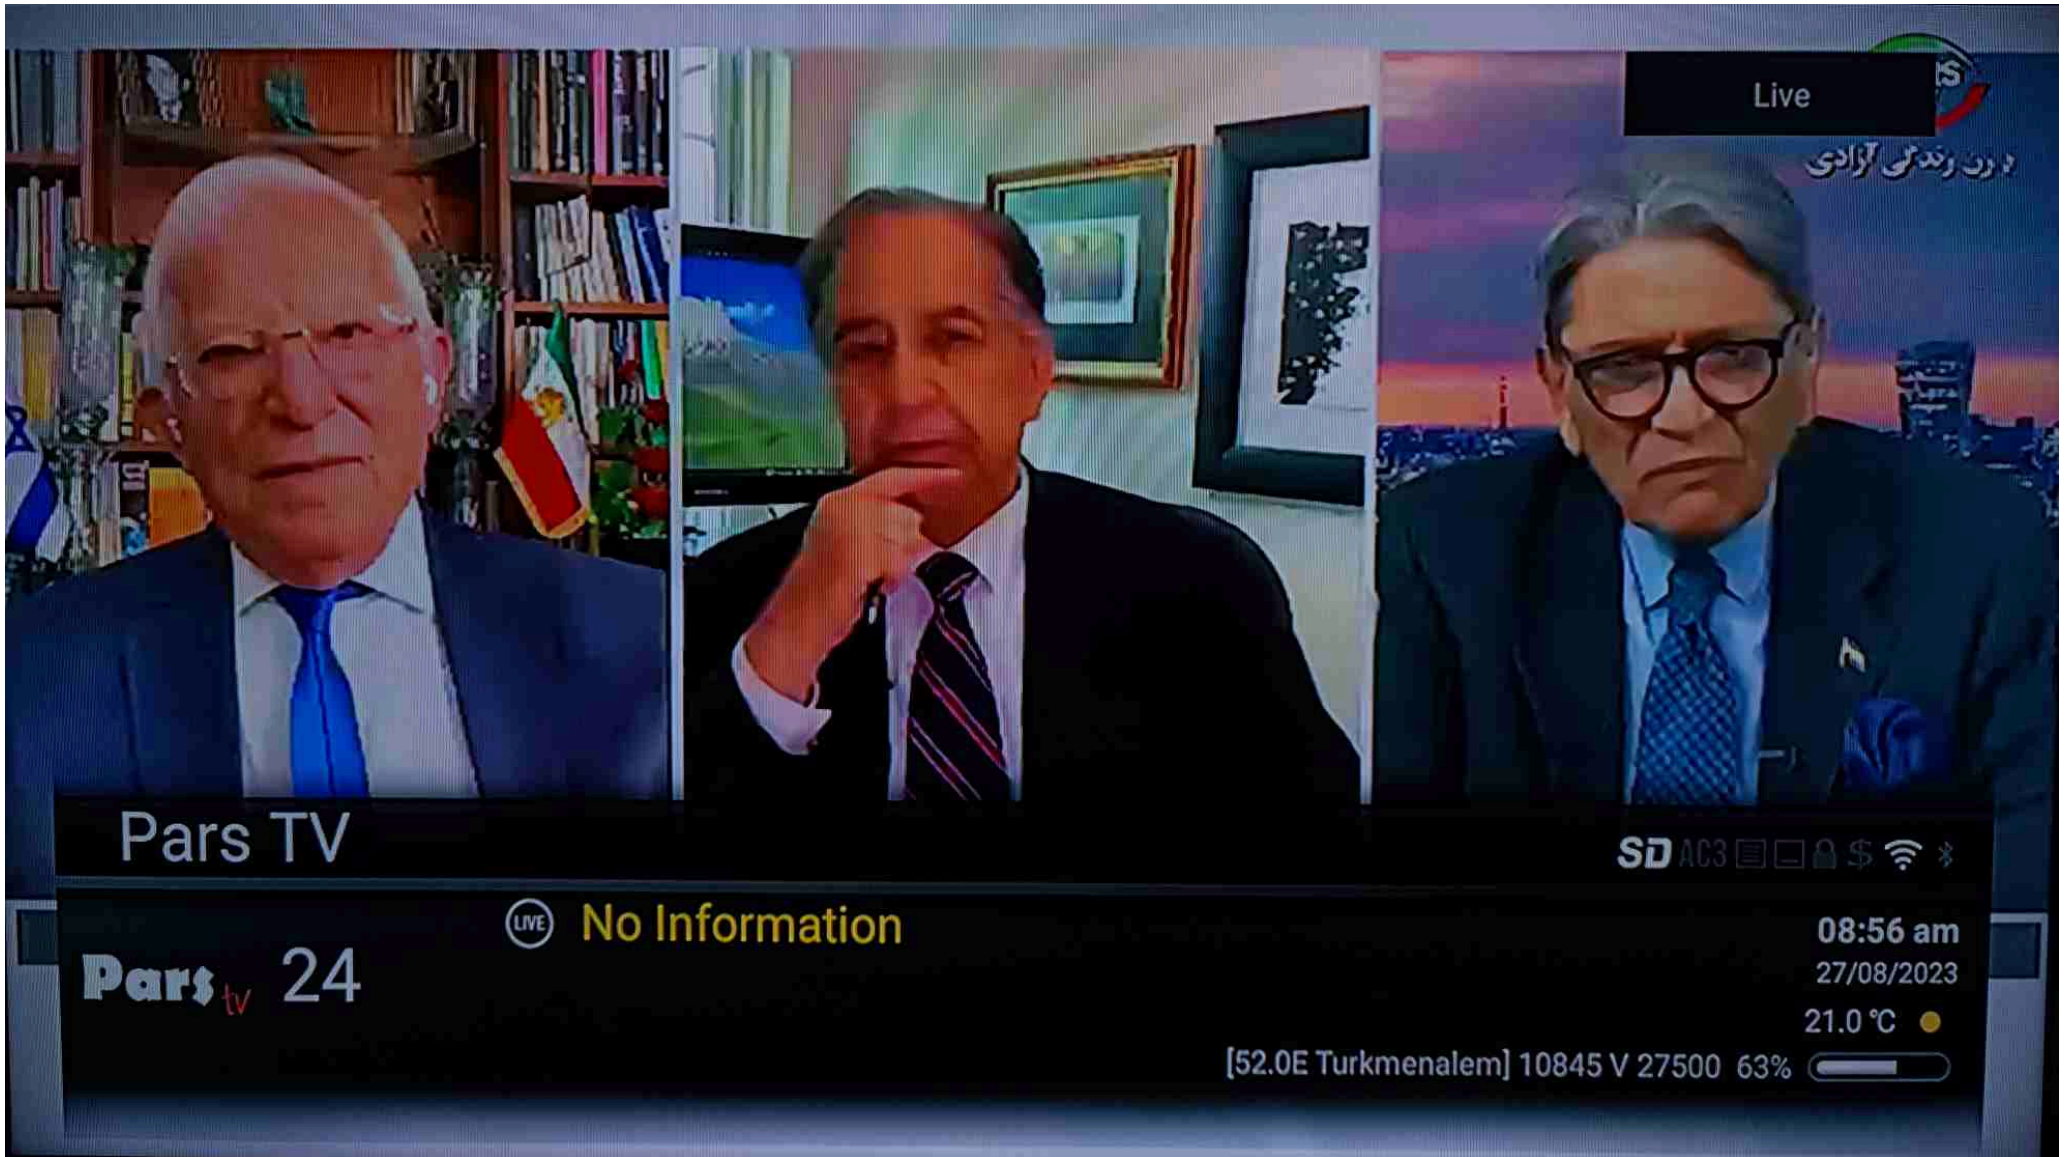 Live
زن زندگی آزادی
Pars TV
SD AC3
LIVE No Information
Pars tv 24
08:56 am
27/08/2023
21.0 °C
[52.0E Turkmenalem] 10845 V 27500 63%